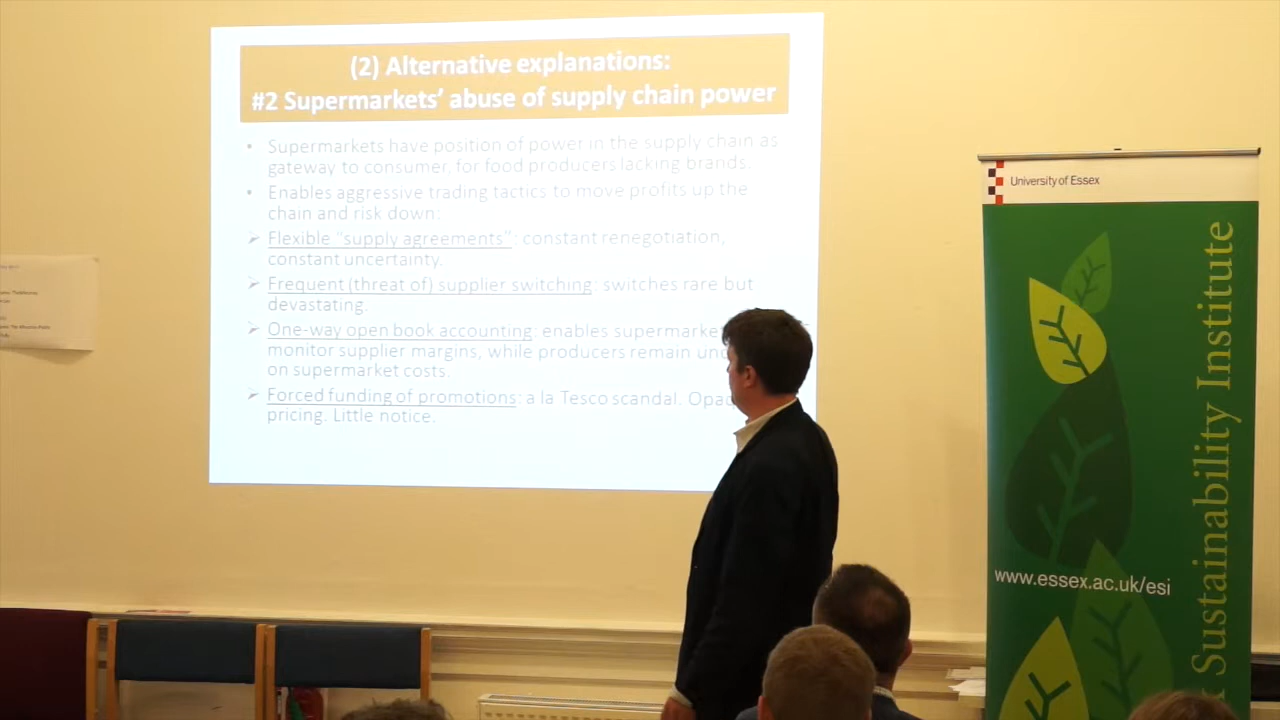 (2) Alternative explanations:
#2 Supermarkets' abuse of supply chain power
• Supermarkets have position of power in the supply chain as
gateway to consumer, for food producers lacking brands.
• Enables aggressive trading tactics to move profits up the
chain and risk down:
➢ Flexible "supply agreements": constant renegotiation,
constant uncertainty.
➢ Frequent (threat of) supplier switching: switches rare but
devastating.
➢ One-way open book accounting: enables supermarke
monitor supplier margins, while producers remain un
on supermarket costs.
➢ Forced funding of promotions: a la Tesco scandal. Opa
pricing. Little notice.
University of Essex
Sustainability Institute
www.essex.ac.uk/esi